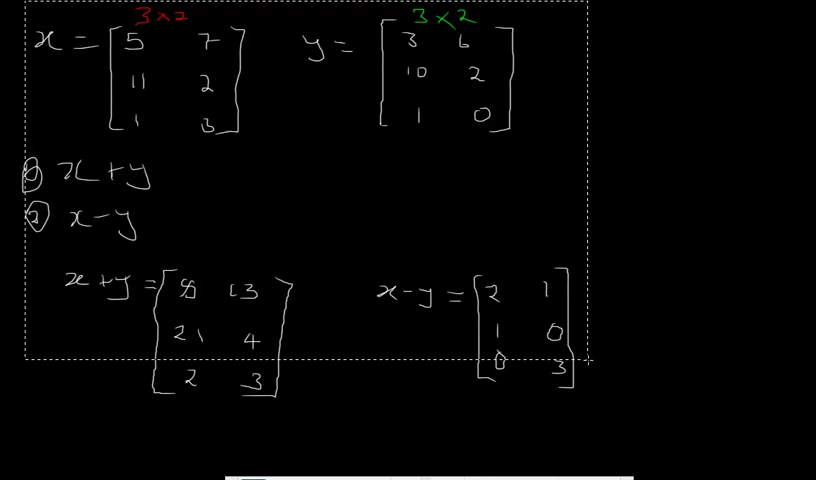 3×2 3×2
x = [ 5 7 y = [ 3 6
11 2 10 2
1 3 ] 1 0 ]
① x+y
② x-y
x+y = [ 8 13 x-y = [ 2 1
21 4 1 0
2 3 ] 0 3 ]